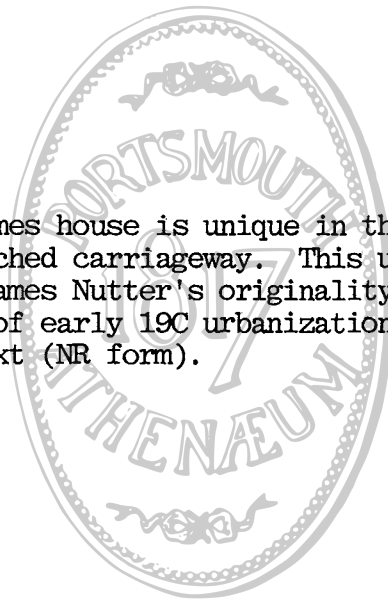 PORTSMOUTH
mes house is unique in th
ched carriageway. This u
ames Nutter's originality
1817
of early 19C urbanization
xt (NR form).
ATHENÆUM